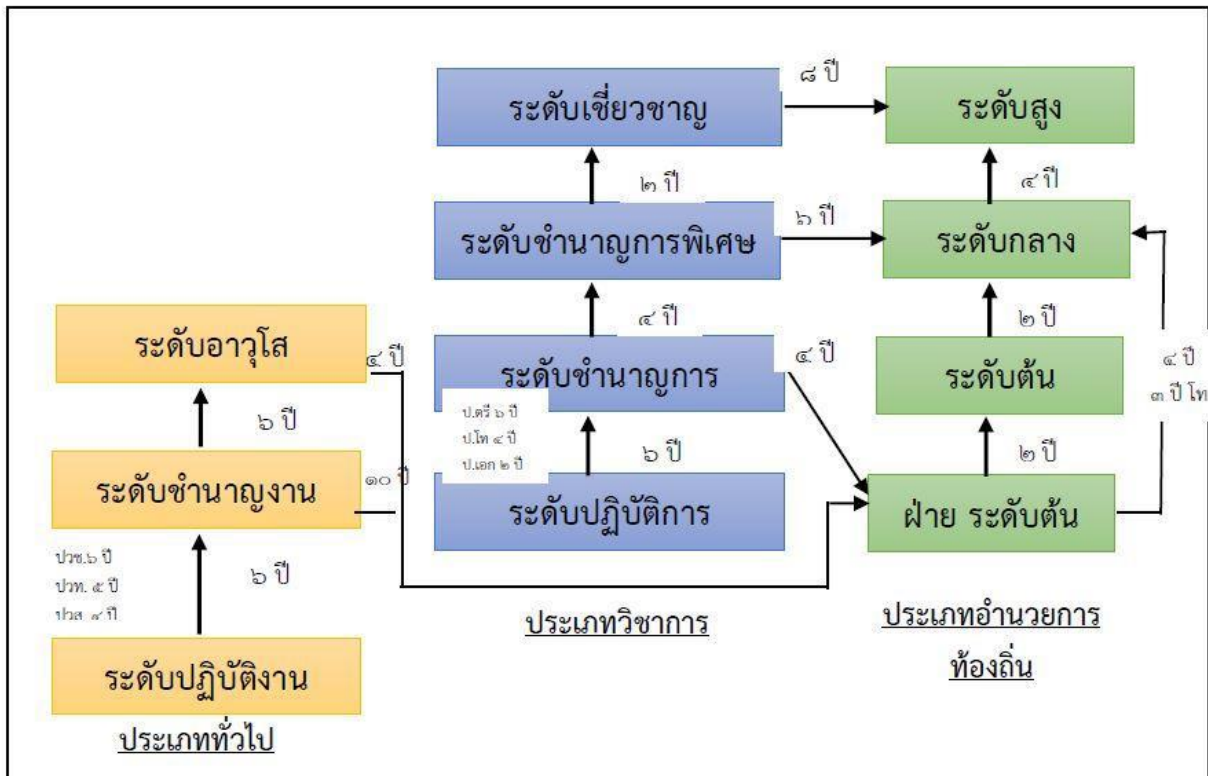 ระดับเชี่ยวชาญ
๘ ปี
ระดับสูง
๒ ปี
๔ ปี
ระดับชำนาญการพิเศษ
๖ ปี
ระดับกลาง
๔ ปี
๒ ปี
ระดับอาวุโส
๔ ปี
ระดับชำนาญการ
๔ ปี
ระดับต้น
๔ ปี
๓ ปี โท
ป.ตรี ๖ ปี
ป.โท ๔ ปี
ป.เอก ๒ ปี
๖ ปี
๖ ปี
๒ ปี
ระดับชำนาญงาน
๑๐ ปี
ระดับปฏิบัติการ
ฝ่าย ระดับต้น
ปวช.๖ ปี
ปวท. ๕ ปี
ปวส. ๔ ปี
๖ ปี
ประเภทวิชาการ
ประเภทอำนวยการ
ท้องถิ่น
ระดับปฏิบัติงาน
ประเภททั่วไป